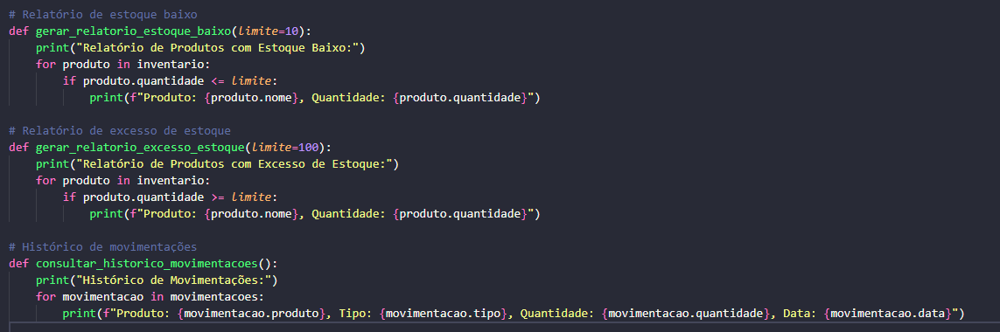 # Relatório de estoque baixo
def gerar_relatorio_estoque_baixo(limite=10):
    print("Relatório de Produtos com Estoque Baixo:")
    for produto in inventario:
        if produto.quantidade <= limite:
            print(f"Produto: {produto.nome}, Quantidade: {produto.quantidade}")

# Relatório de excesso de estoque
def gerar_relatorio_excesso_estoque(limite=100):
    print("Relatório de Produtos com Excesso de Estoque:")
    for produto in inventario:
        if produto.quantidade >= limite:
            print(f"Produto: {produto.nome}, Quantidade: {produto.quantidade}")

# Histórico de movimentações
def consultar_historico_movimentacoes():
    print("Histórico de Movimentações:")
    for movimentacao in movimentacoes:
        print(f"Produto: {movimentacao.produto}, Tipo: {movimentacao.tipo}, Quantidade: {movimentacao.quantidade}, Data: {movimentacao.data}")